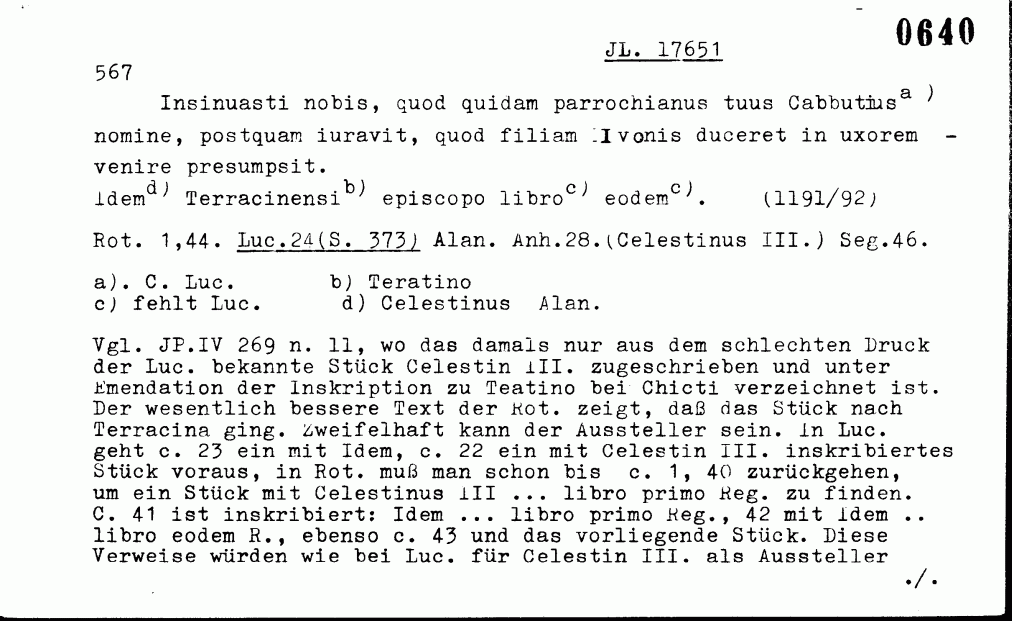 0640
JL. 17651
567
Insinuasti nobis, quod quidam parrochianus tuus Cabbutius a )
nomine, postquam iuravit, quod filiam Ivonis duceret in uxorem -
venire presumpsit.
Idem d) Terracinensi b) episcopo libro c) eodem c). (1191/92)
Rot. 1,44. Luc.24(S. 373) Alan. Anh.28.(Celestinus III.) Seg.46.
a). C. Luc. b) Teratino
c) fehlt Luc. d) Celestinus Alan.
Vgl. JP.IV 269 n. 11, wo das damals nur aus dem schlechten Druck
der Luc. bekannte Stück Celestin III. zugeschrieben und unter
Emendation der Inskription zu Teatino bei Chicti verzeichnet ist.
Der wesentlich bessere Text der Rot. zeigt, daß das Stück nach
Terracina ging. Zweifelhaft kann der Aussteller sein. In Luc.
geht c. 23 ein mit Idem, c. 22 ein mit Celestin III. inskribiertes
Stück voraus, in Rot. muß man schon bis c. 1, 40 zurückgehen,
um ein Stück mit Celestinus III ... libro primo Reg. zu finden.
C. 41 ist inskribiert: Idem ... libro primo Reg., 42 mit Idem ..
libro eodem R., ebenso c. 43 und das vorliegende Stück. Diese
Verweise würden wie bei Luc. für Celestin III. als Aussteller
./.